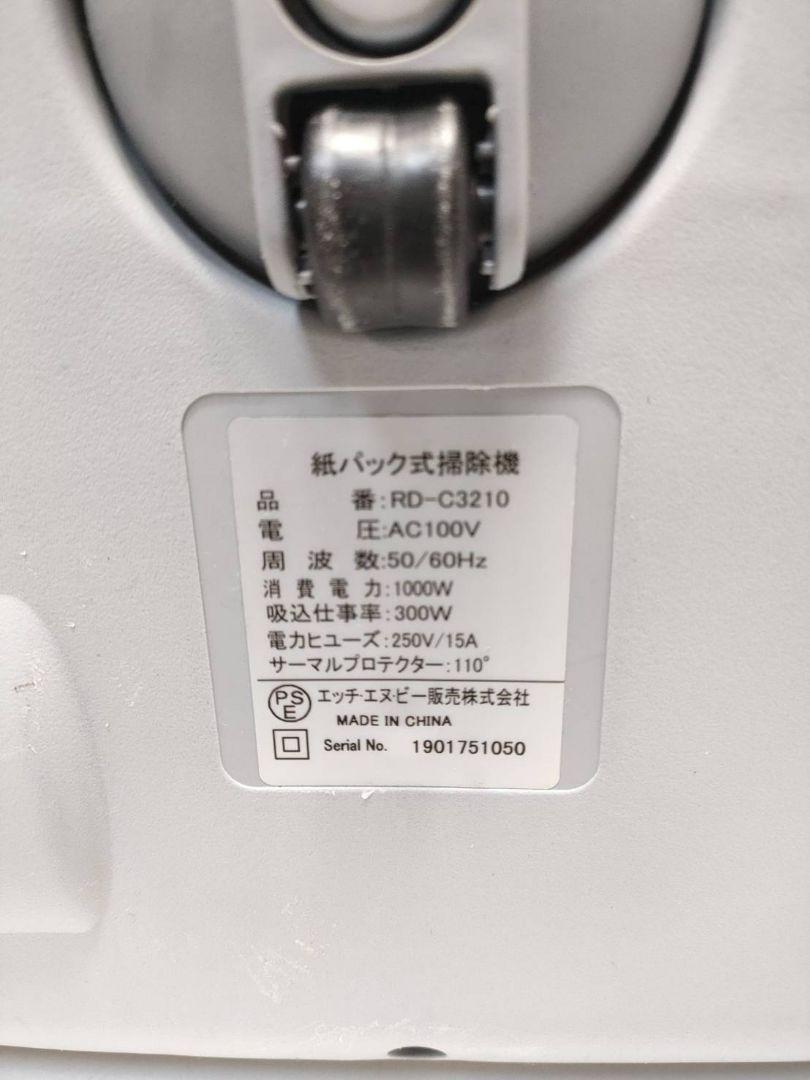 紙パック式掃除機
品番:RD-C3210
電圧:AC100V
周波数:50/60Hz
消費電力:1000W
吸込仕事率:300W
電力ヒユーズ:250V/15A
サーマルプロテクター:110°
PSE エッチ・エヌ・ビー販売株式会社
MADE IN CHINA
Serial No. 1901751050